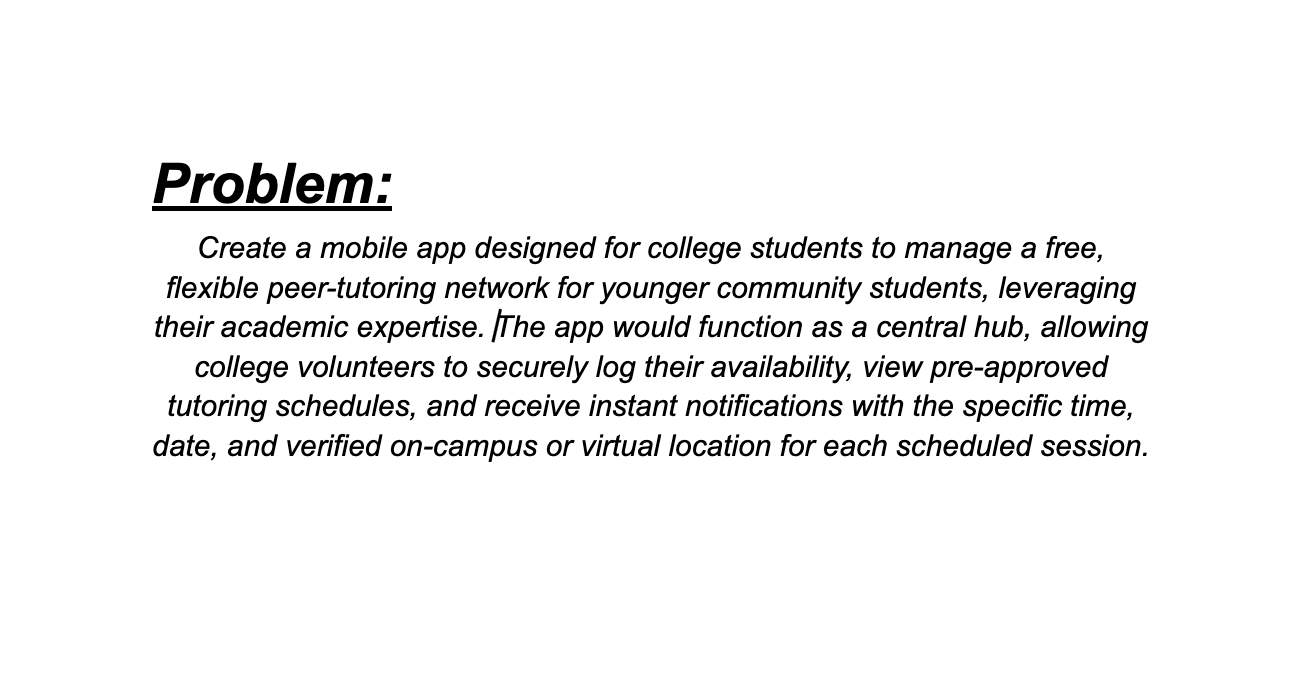 Problem:
Create a mobile app designed for college students to manage a free,
flexible peer-tutoring network for younger community students, leveraging
their academic expertise. The app would function as a central hub, allowing
college volunteers to securely log their availability, view pre-approved
tutoring schedules, and receive instant notifications with the specific time,
date, and verified on-campus or virtual location for each scheduled session.